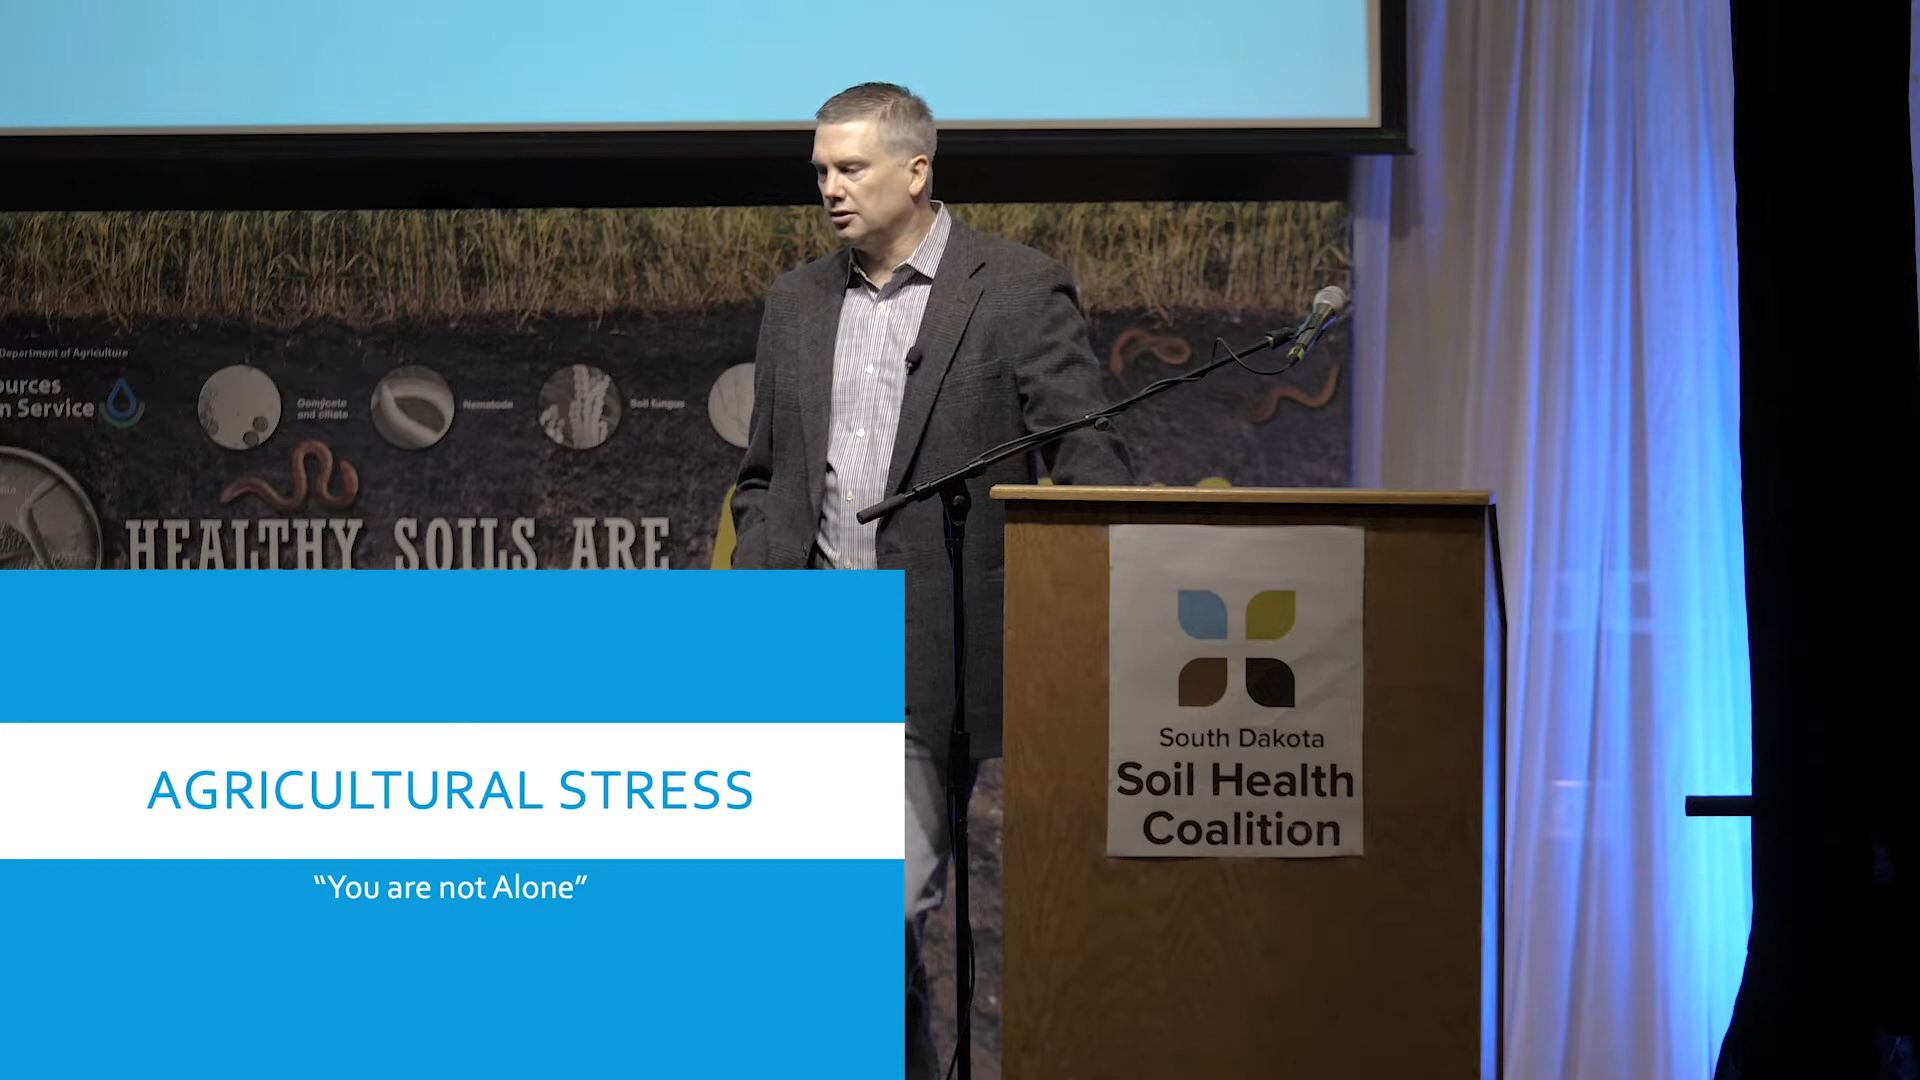 Department of Agriculture
ources
n Service
Oomycete
and ciliate
Nematode
Soil fungus
HEALTHY SOILS ARE
AGRICULTURAL STRESS
“You are not Alone”
South Dakota
Soil Health
Coalition